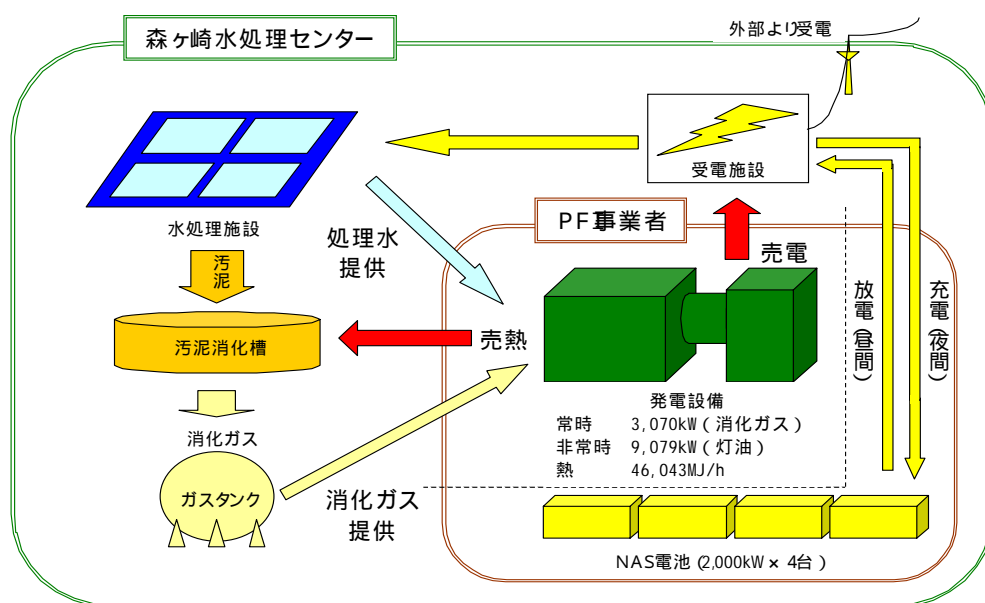 森ヶ崎水処理センター
外部より受電
受電施設
水処理施設
処理水
提供
PF事業者
売電
汚泥
汚泥消化槽
売熱
放電(昼間)
充電(夜間)
発電設備
常時 3,070kW(消化ガス)
非常時 9,079kW(灯油)
熱 46,043MJ/h
消化ガス
ガスタンク
消化ガス
提供
NAS電池(2,000kW×4台)